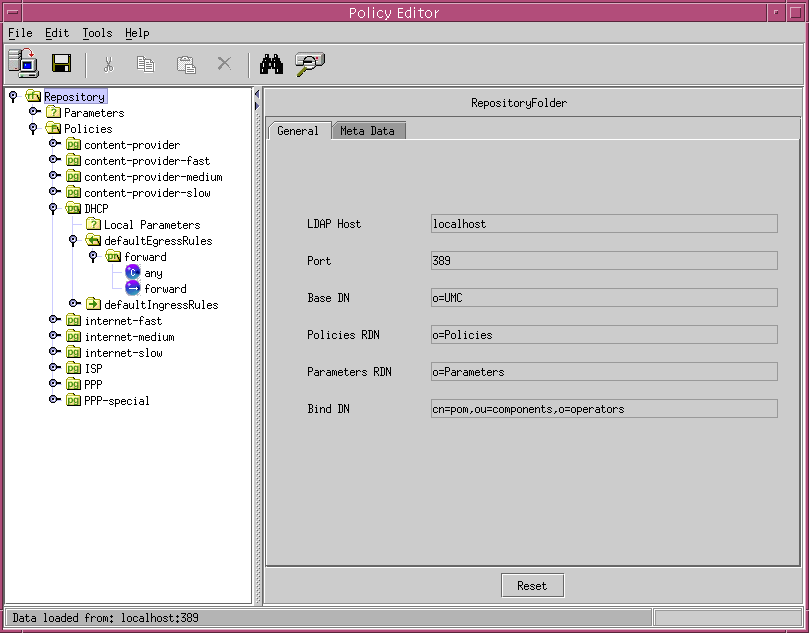 Policy Editor
File Edit Tools Help
Repository
Parameters
Policies
content-provider
content-provider-fast
content-provider-medium
content-provider-slow
DHCP
Local Parameters
defaultEgressRules
forward
any
forward
defaultIngressRules
internet-fast
internet-medium
internet-slow
ISP
PPP
PPP-special
RepositoryFolder
General Meta Data
LDAP Host localhost
Port 389
Base DN o=UMC
Policies RDN o=Policies
Parameters RDN o=Parameters
Bind DN cn=pom,ou=components,o=operators
Reset
Data loaded from: localhost:389